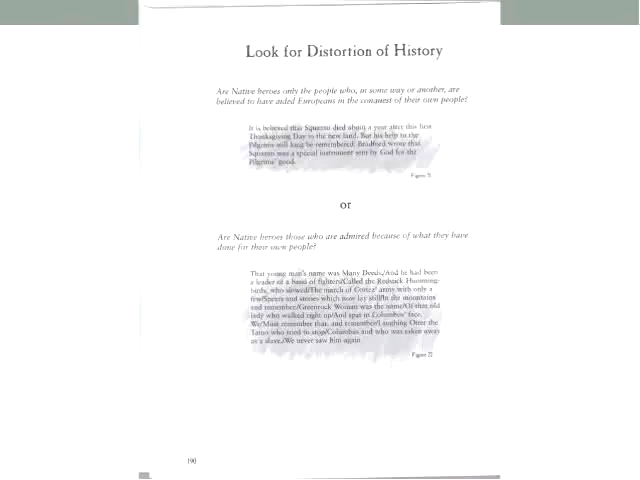 Look for Distortion of History
Are Native heroes only the people who, in some way or another, are
believed to have aided Europeans in the conquest of their own people?
It is believed that Squanto died about a year after this first
Thanksgiving Day in the new land. But his help to the
Pilgrims will long be remembered. Bradford wrote that
Squanto was a special instrument sent by God for the
Pilgrims' good.
Figure
or
Are Native heroes those who are admired because of what they have
done for their own people?
That young man's name was Many Deeds,/And he had been
a leader of a band of fighters/Called the Redstick Humming-
birds, who slowed/The march of Cortez' army with only a
few/Spears and stones which now lay still/In the mountains
and remember/Greenrock Woman was the name/Of that old
lady who walked right up/And spat in Columbus' face.
We/Must remember that, and remember/Laughing Otter the
Taino who tried to stop/Columbus and who was taken away
as a slave./We never saw him again
Figure
190